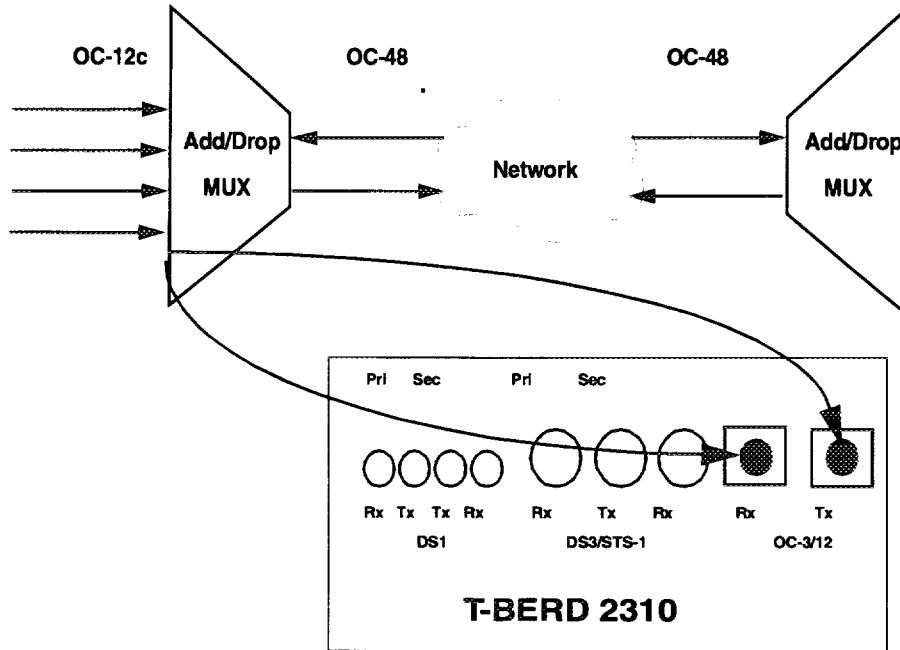 OC-12c OC-48 OC-48
Add/Drop
MUX
Network
Add/Drop
MUX
Pri Sec Pri Sec
Rx Tx Tx Rx Rx Tx Rx Rx Tx
DS1 DS3/STS-1 OC-3/12
T-BERD 2310